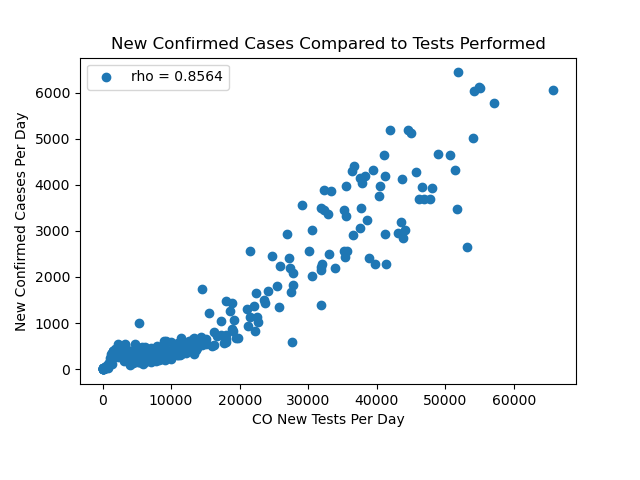 New Confirmed Cases Compared to Tests Performed
rho = 0.8564
New Confirmed Caeses Per Day
6000
5000
4000
3000
2000
1000
0
0 10000 20000 30000 40000 50000 60000
CO New Tests Per Day